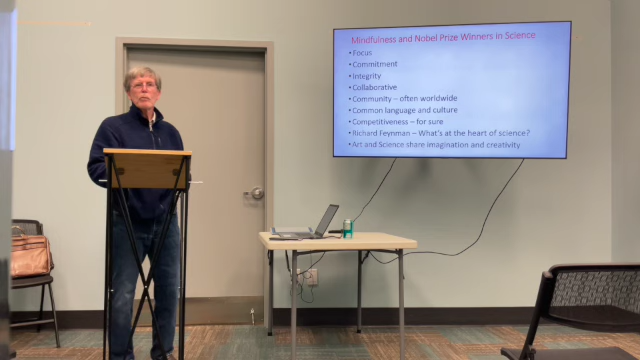 Mindfulness and Nobel Prize Winners in Science
• Focus
• Commitment
• Integrity
• Collaborative
• Community – often worldwide
• Common language and culture
• Competitiveness – for sure
• Richard Feynman – What's at the heart of science?
• Art and Science share imagination and creativity